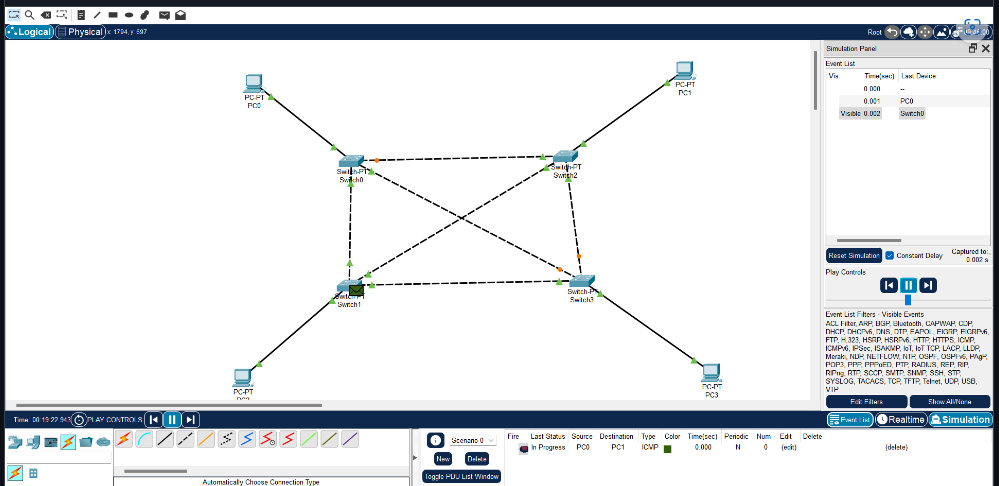 Logical
Physical x: 1794, y: 697
Root
PC-PT
PC0
PC-PT
PC1
Switch-PT
Switch0
Switch-PT
Switch2
Switch-PT
Switch1
Switch-PT
Switch3
PC-PT
PC-PT
PC3
Simulation Panel
Event List
Vis. Time(sec) Last Device
0.000 --
0.001 PC0
Visible 0.002 Switch0
Reset Simulation Constant Delay Captured to:
0.002 s
Play Controls
Event List Filters - Visible Events
ACL Filter, ARP, BGP, Bluetooth, CAPWAP, CDP,
DHCP, DHCPv6, DNS, DTP, EAPOL, EIGRP, EIGRPv6,
FTP, H.323, HSRP, HSRPv6, HTTP, HTTPS, ICMP,
ICMPv6, IPSec, ISAKMP, IoT, IoT TCP, LACP, LLDP,
Meraki, NDP, NETFLOW, NTP, OSPF, OSPFv6, PAgP,
POP3, PPP, PPPoED, PTP, RADIUS, REP, RIP,
RIPng, RTP, SCCP, SMTP, SNMP, SSH, STP,
SYSLOG, TACACS, TCP, TFTP, Telnet, UDP, USB,
VTP
Edit Filters Show All/None
Time: 00:19:22.943 PLAY CONTROLS
Event List Realtime Simulation
Scenario 0
New Delete
Toggle PDU List Window
Fire Last Status Source Destination Type Color Time(sec) Periodic Num Edit Delete
In Progress PC0 PC1 ICMP 0.000 N 0 (edit) (delete)
Automatically Choose Connection Type